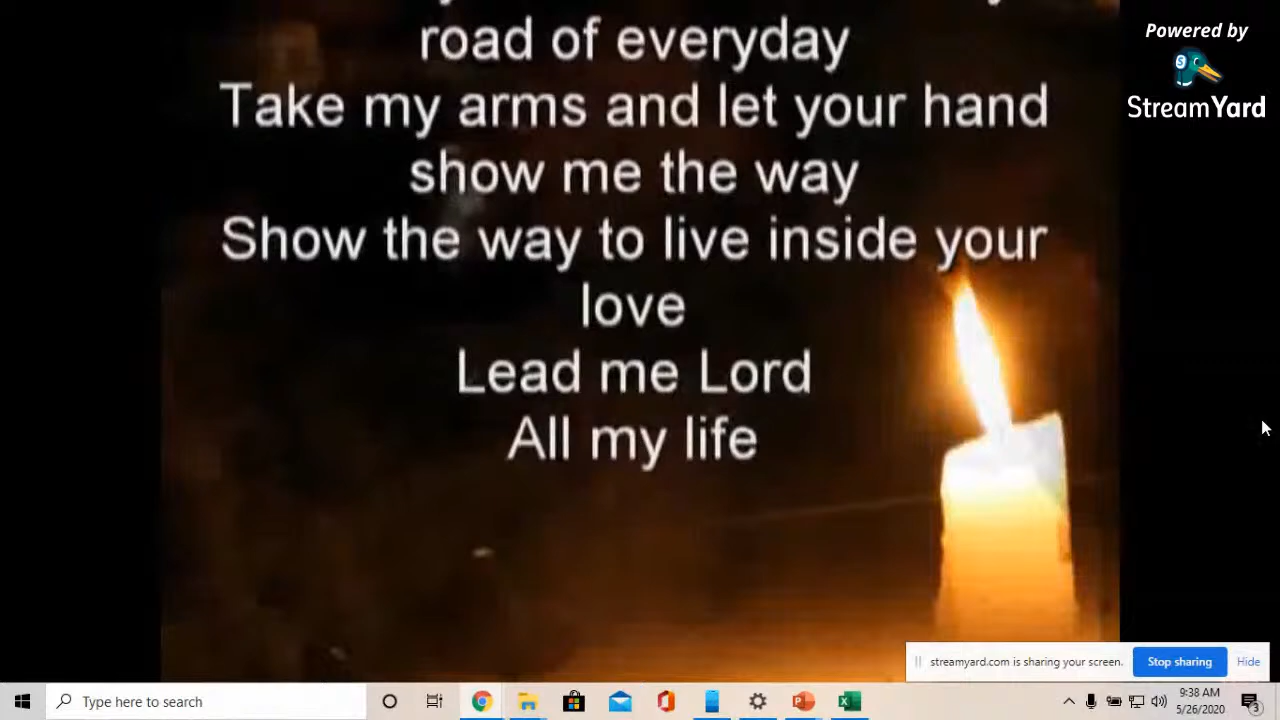 road of everyday
Take my arms and let your hand
show me the way
Show the way to live inside your
love
Lead me Lord
All my life
Powered by
S
StreamYard
streamyard.com is sharing your screen.
Stop sharing
Hide
Type here to search
9:38 AM
5/26/2020
3